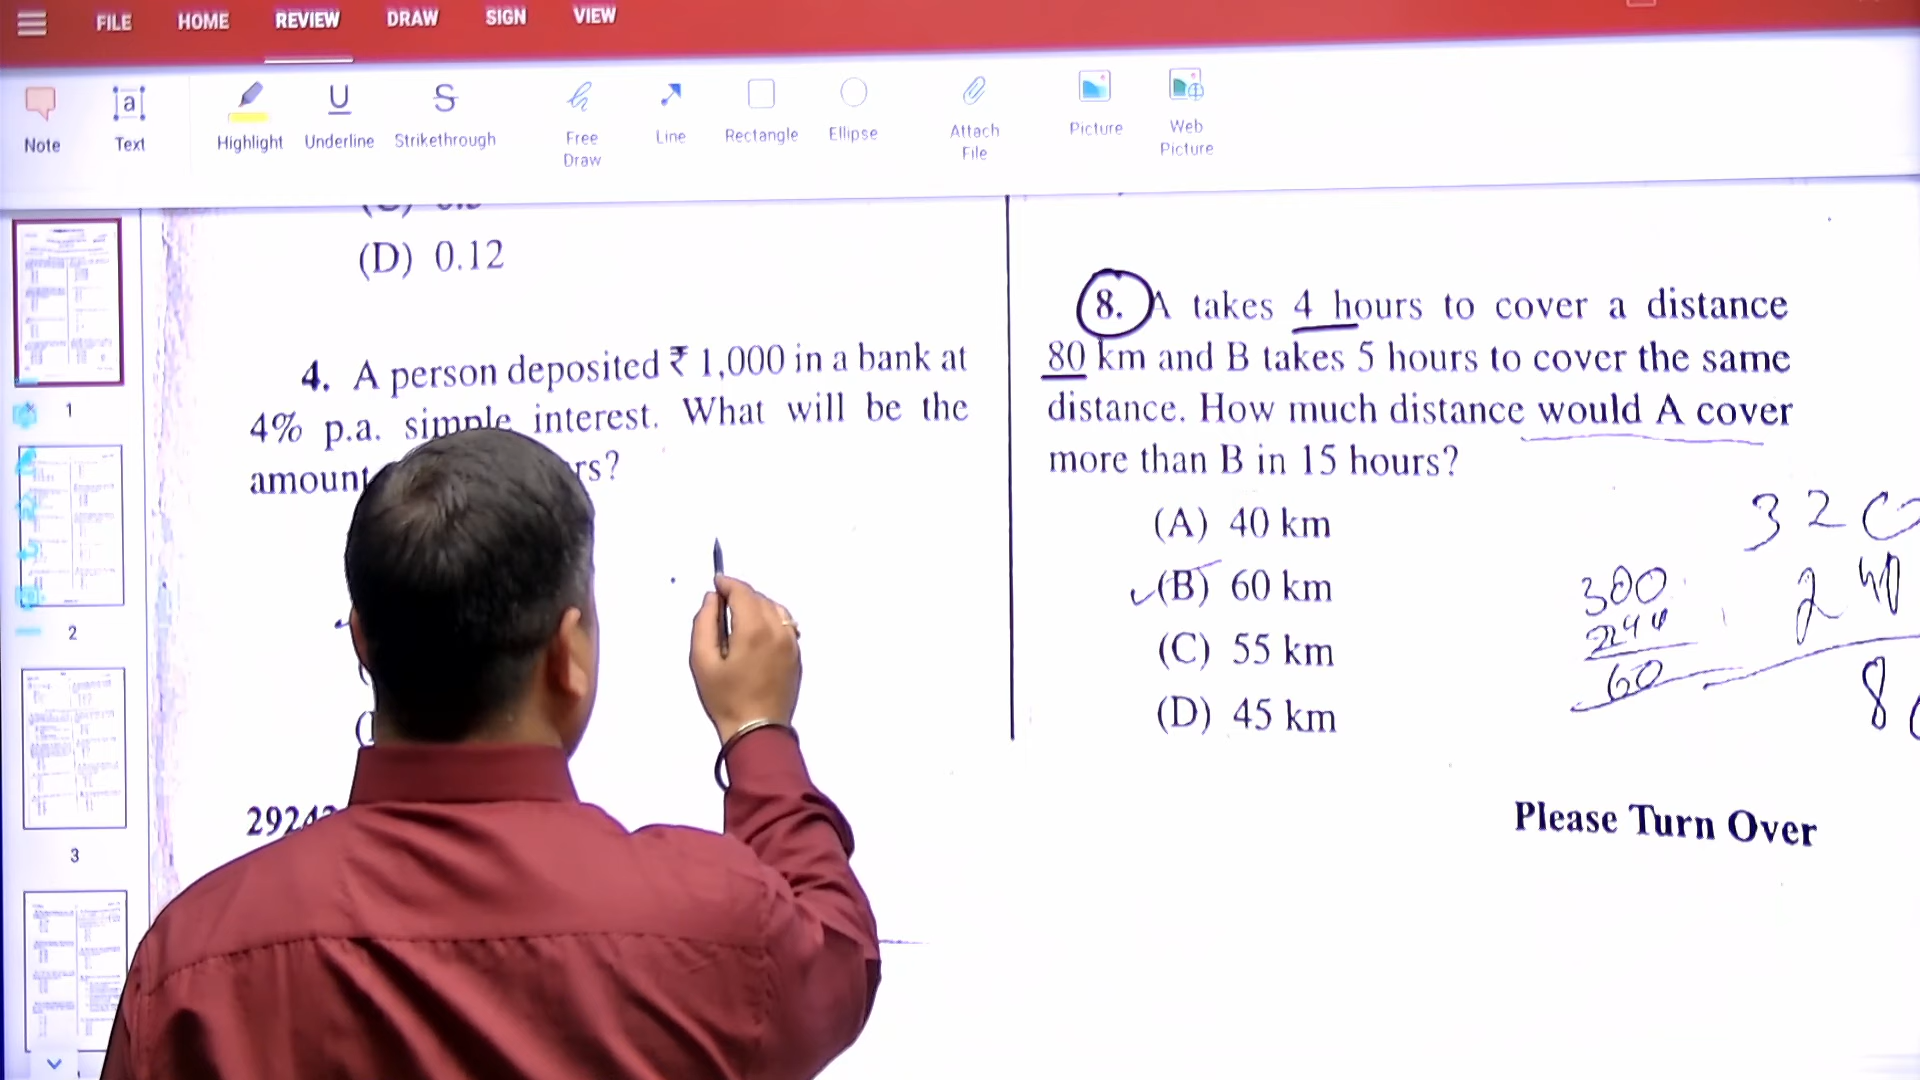 FILE HOME REVIEW DRAW SIGN VIEW
Note Text Highlight Underline Strikethrough Free Draw Line Rectangle Ellipse Attach File Picture Web Picture
(D) 0.12
4. A person deposited ₹ 1,000 in a bank at
4% p.a. simple interest. What will be the
amount
rs?
8. A takes 4 hours to cover a distance
80 km and B takes 5 hours to cover the same
distance. How much distance would A cover
more than B in 15 hours?
(A) 40 km
(B) 60 km
(C) 55 km
(D) 45 km
320
300
240
60
Please Turn Over
1
2
3